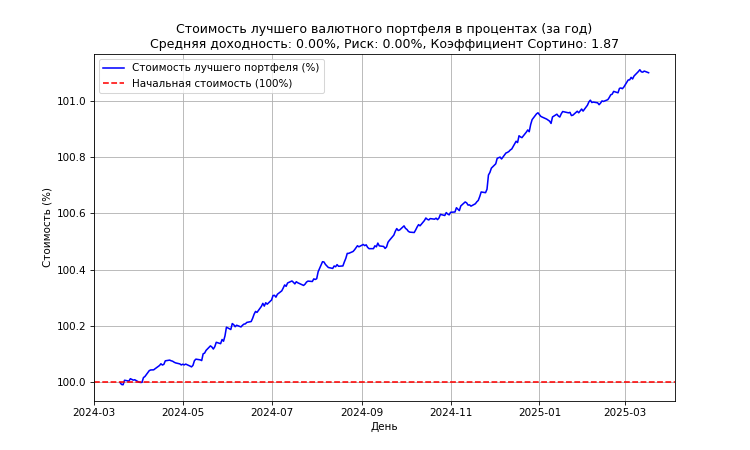 Стоимость лучшего валютного портфеля в процентах (за год)
Средняя доходность: 0.00%, Риск: 0.00%, Коэффициент Сортино: 1.87
Стоимость лучшего портфеля (%)
Начальная стоимость (100%)
Стоимость (%)
101.0
100.8
100.6
100.4
100.2
100.0
2024-03 2024-05 2024-07 2024-09 2024-11 2025-01 2025-03
День